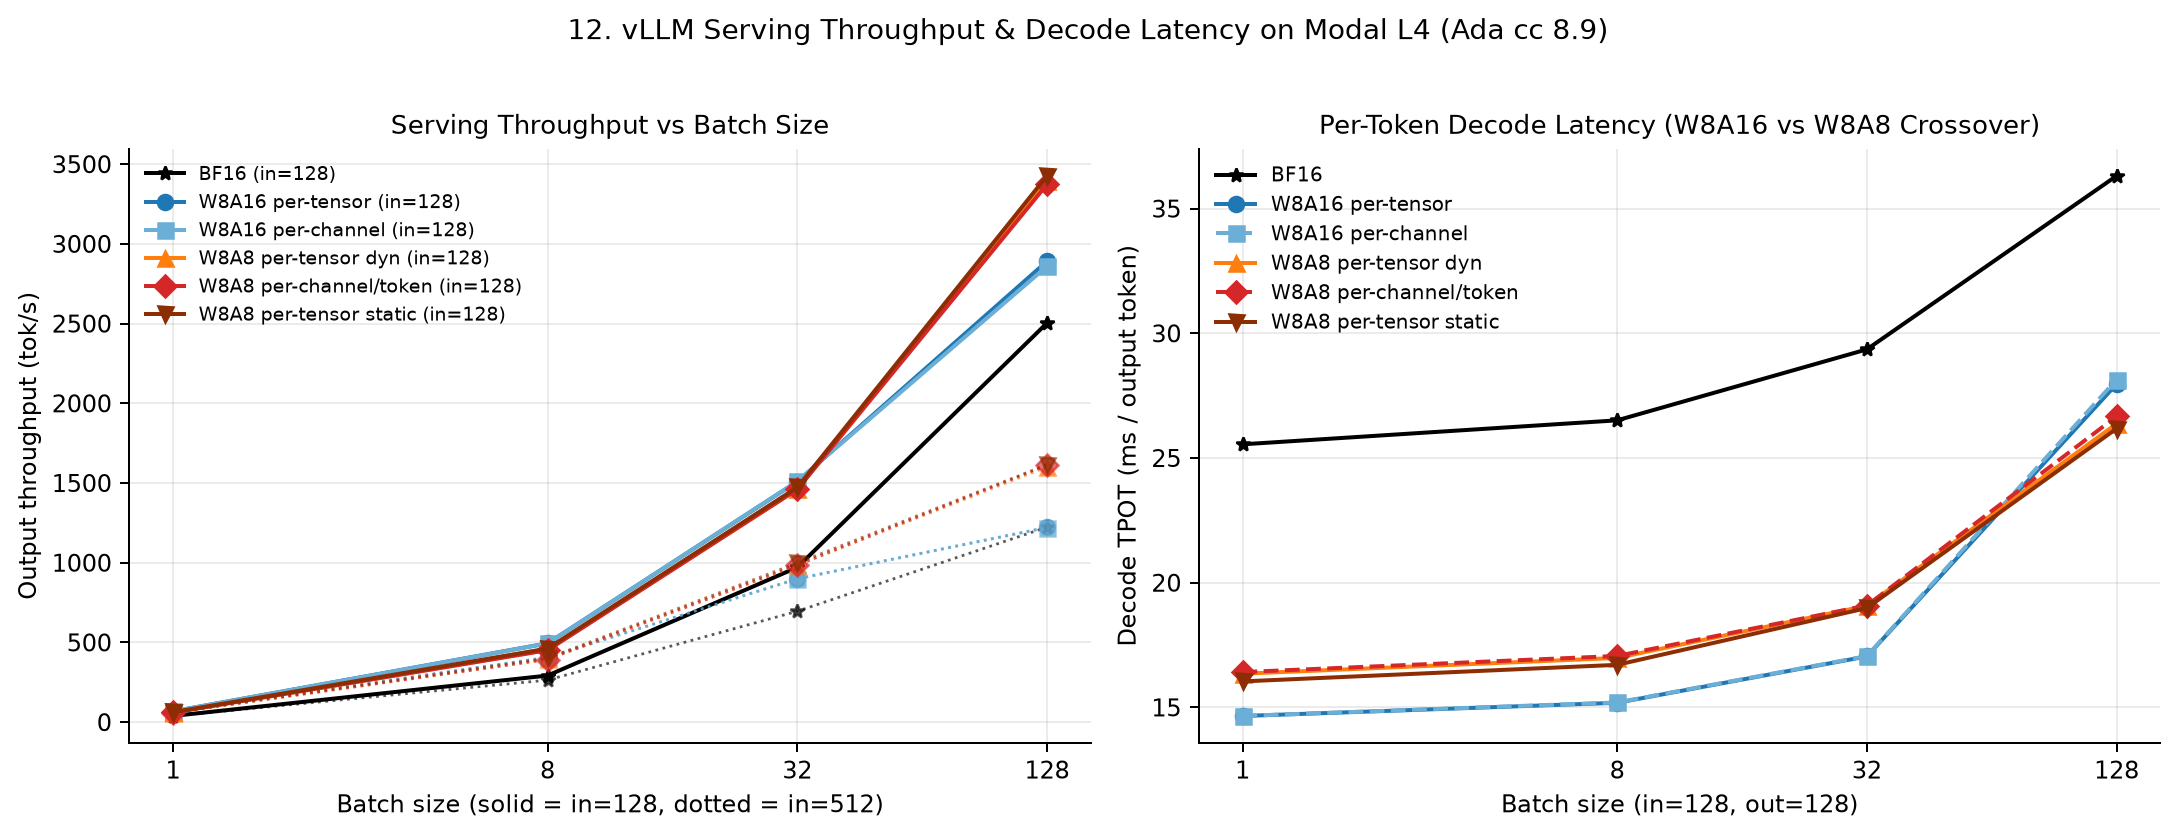 12. vLLM Serving Throughput & Decode Latency on Modal L4 (Ada cc 8.9)
Serving Throughput vs Batch Size
3500
3000
2500
2000
1500
1000
500
0
Output throughput (tok/s)
BF16 (in=128)
W8A16 per-tensor (in=128)
W8A16 per-channel (in=128)
W8A8 per-tensor dyn (in=128)
W8A8 per-channel/token (in=128)
W8A8 per-tensor static (in=128)
1
8
32
128
Batch size (solid = in=128, dotted = in=512)
Per-Token Decode Latency (W8A16 vs W8A8 Crossover)
35
30
25
20
15
Decode TPOT (ms / output token)
BF16
W8A16 per-tensor
W8A16 per-channel
W8A8 per-tensor dyn
W8A8 per-channel/token
W8A8 per-tensor static
1
8
32
128
Batch size (in=128, out=128)